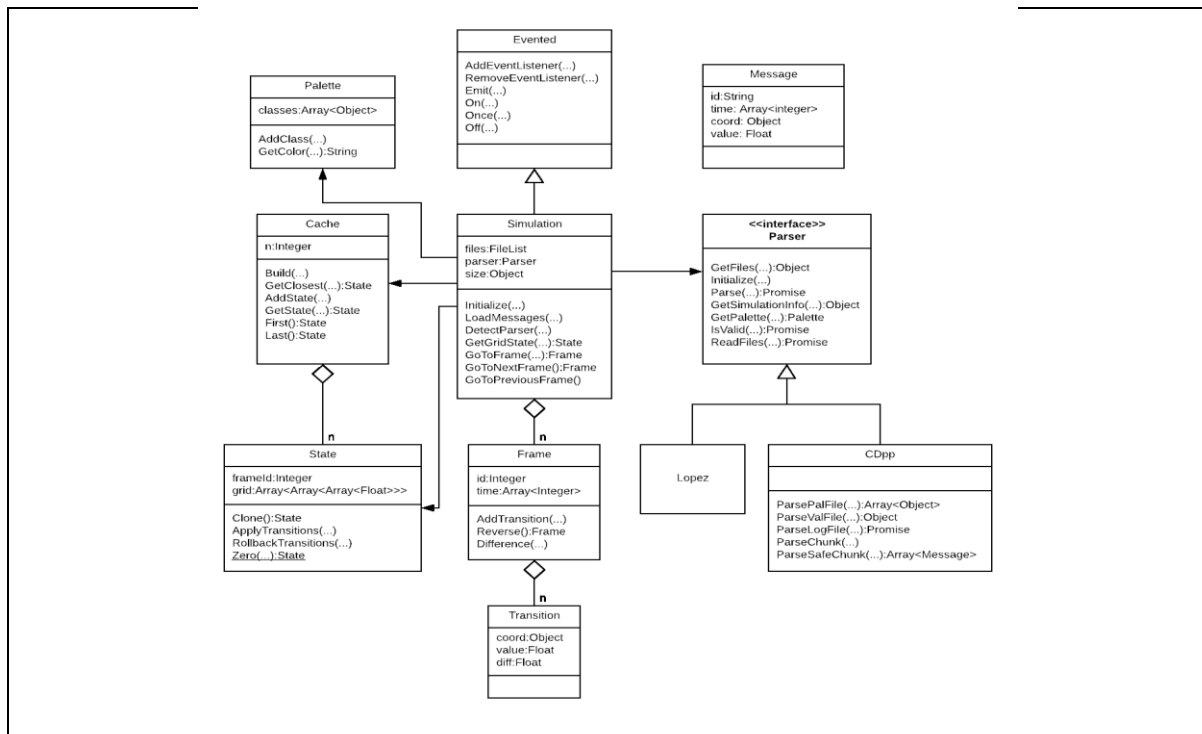 Evented
AddEventListener(...)
RemoveEventListener(...)
Emit(...)
On(...)
Once(...)
Off(...)
Palette
classes:Array<Object>
AddClass(...)
GetColor(...):String
Message
id:String
time: Array<integer>
coord: Object
value: Float
Cache
n:Integer
Build(...)
GetClosest(...):State
AddState(...)
GetState(...):State
First():State
Last():State
Simulation
files:FileList
parser:Parser
size:Object
Initialize(...)
LoadMessages(...)
DetectParser(...)
GetGridState(...):State
GoToFrame(...):Frame
GoToNextFrame():Frame
GoToPreviousFrame()
<<interface>>
Parser
GetFiles(...):Object
Initialize(...)
Parse(...):Promise
GetSimulationInfo(...):Object
GetPalette(...):Palette
IsValid(...):Promise
ReadFiles(...):Promise
n
State
frameId:Integer
grid:Array<Array<Array<Float>>>
Clone():State
ApplyTransitions(...)
RollbackTransitions(...)
Zero(...):State
n
Frame
id:Integer
time:Array<Integer>
AddTransition(...)
Reverse():Frame
Difference(...)
Lopez
CDpp
ParsePalFile(...):Array<Object>
ParseValFile(...):Object
ParseLogFile(...):Promise
ParseChunk(...)
ParseSafeChunk(...):Array<Message>
n
Transition
coord:Object
value:Float
diff:Float